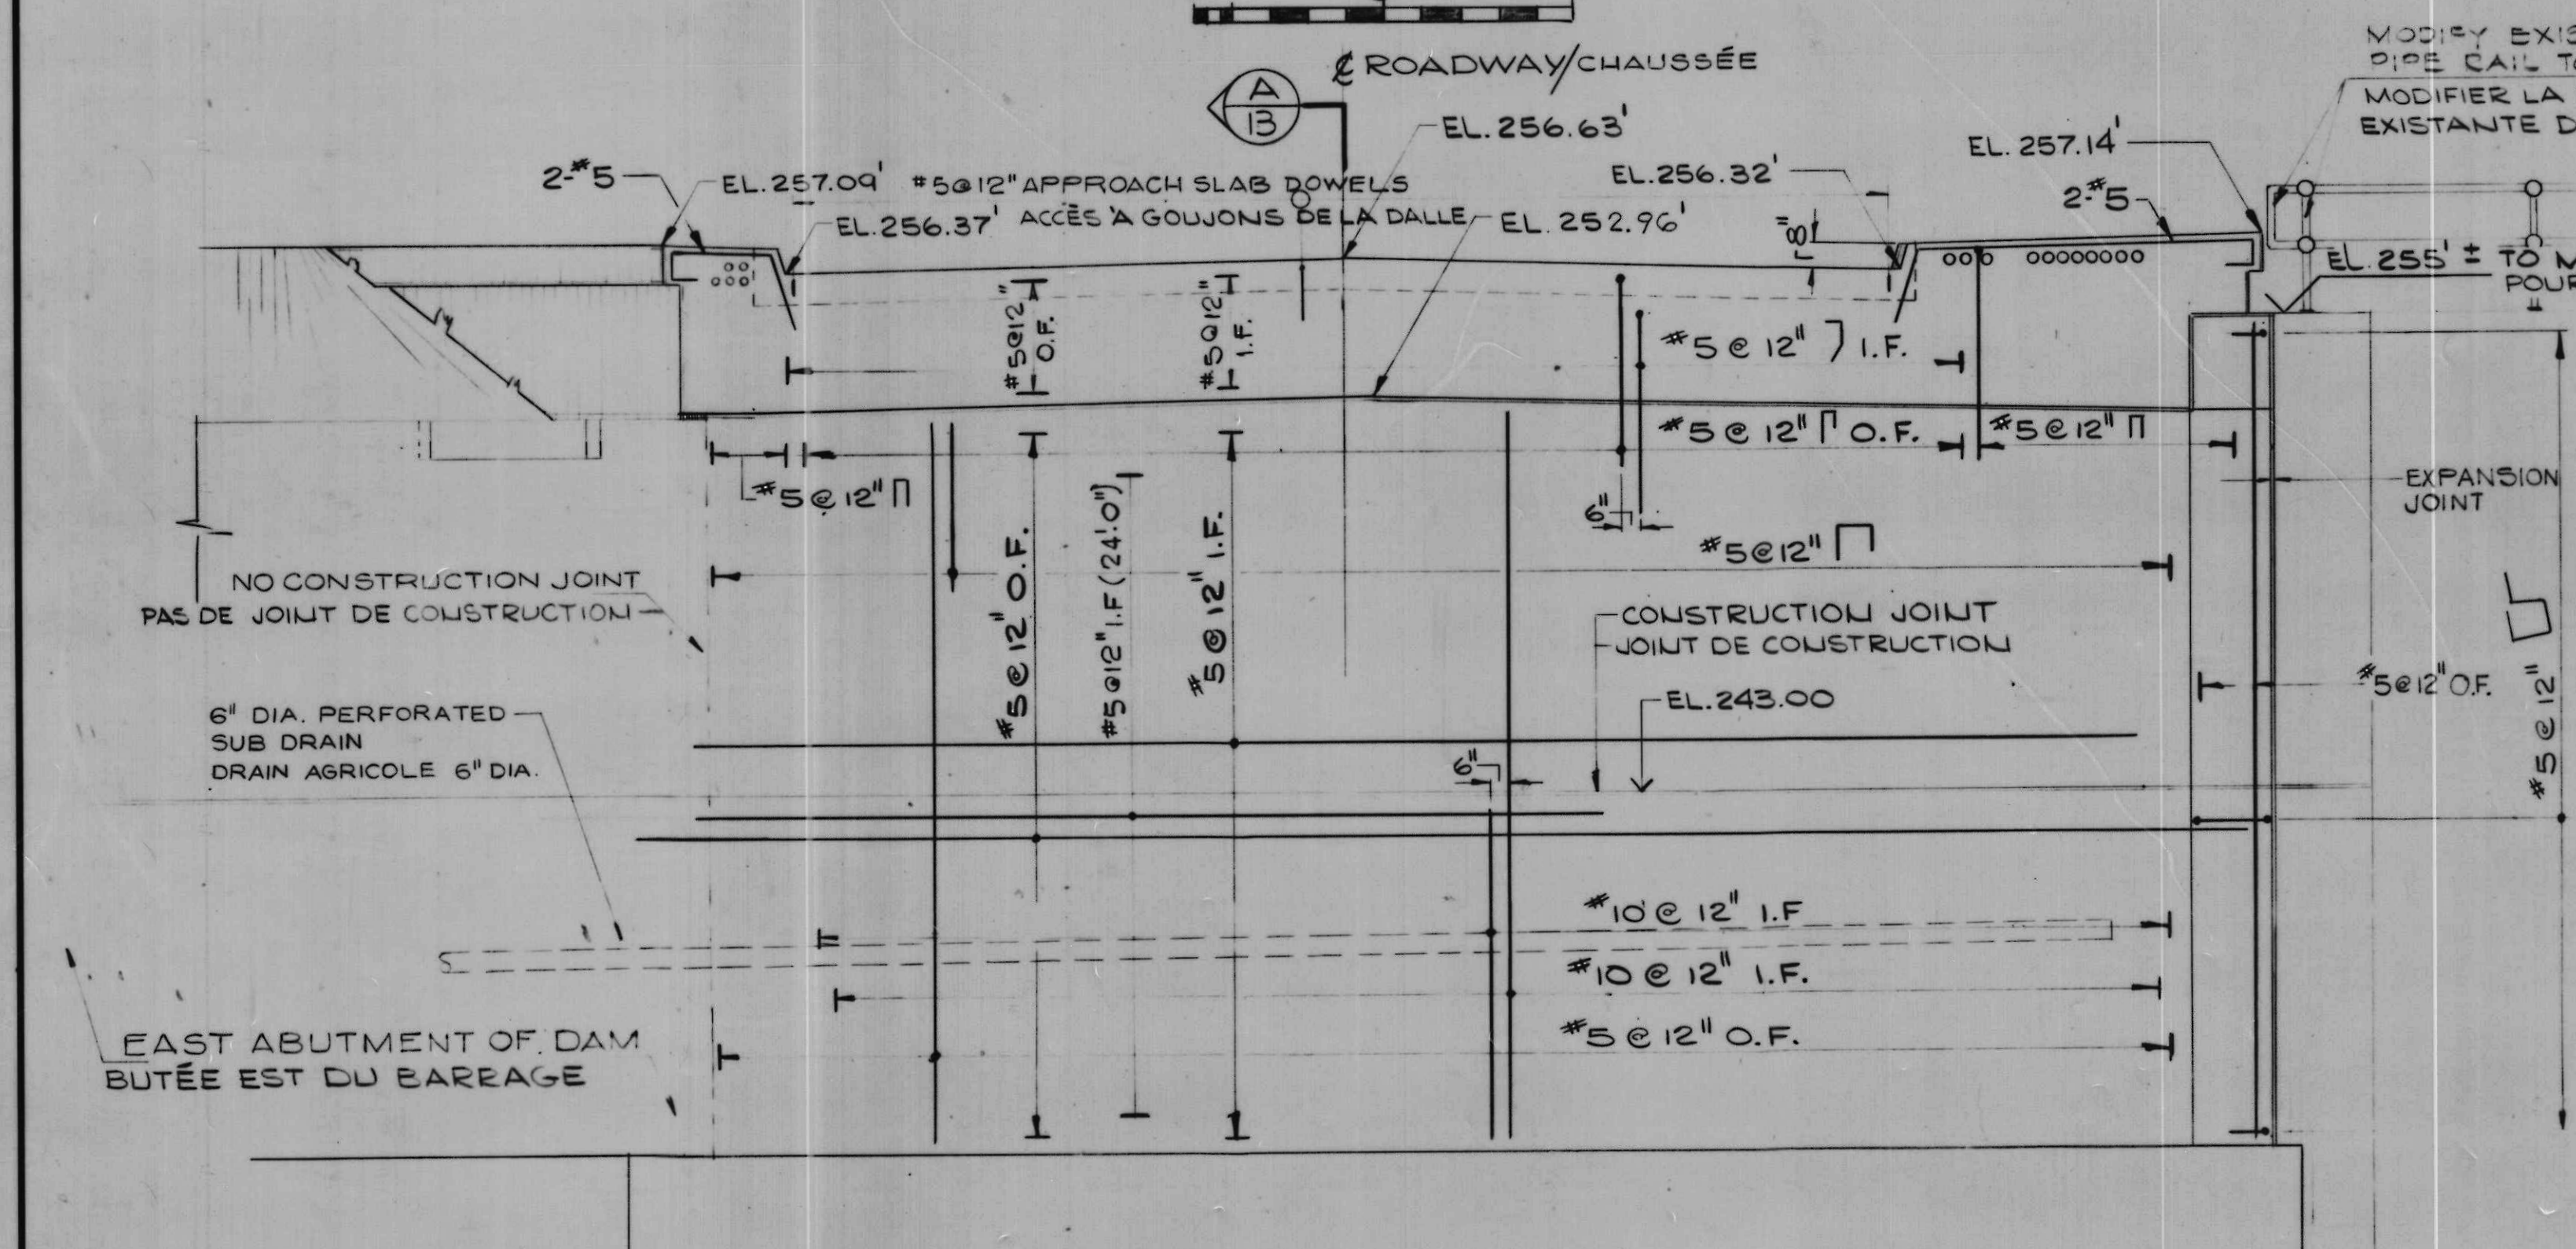 ℄ ROADWAY/CHAUSSÉE
A
13
EL. 256.63'
MODIFY EXIS
PIPE RAIL TO
MODIFIER LA
EXISTANTE D
EL. 257.14'
2-#5
EL. 257.09'
#5@12" APPROACH SLAB DOWELS
ACCÈS À GOUJONS DE LA DALLE
EL. 256.32'
2-#5
EL. 256.37'
EL. 252.96'
8"
EL. 255' ± TO M
POUR
#5@12"
O.F.
#5@12"
I.F.
#5 @ 12" I.F.
#5 @ 12" O.F.
#5 @ 12"
#5 @ 12"
6"
#5@12"
EXPANSION
JOINT
NO CONSTRUCTION JOINT
PAS DE JOINT DE CONSTRUCTION
#5@12" O.F.
#5@12" I.F (24'.0")
#5@12" I.F.
CONSTRUCTION JOINT
JOINT DE CONSTRUCTION
EL. 243.00
#5@12" O.F.
#5 @ 12"
6" DIA. PERFORATED
SUB DRAIN
DRAIN AGRICOLE 6" DIA.
6"
#10 @ 12" I.F
#10 @ 12" I.F.
#5 @ 12" O.F.
EAST ABUTMENT OF DAM
BUTÉE EST DU BARRAGE